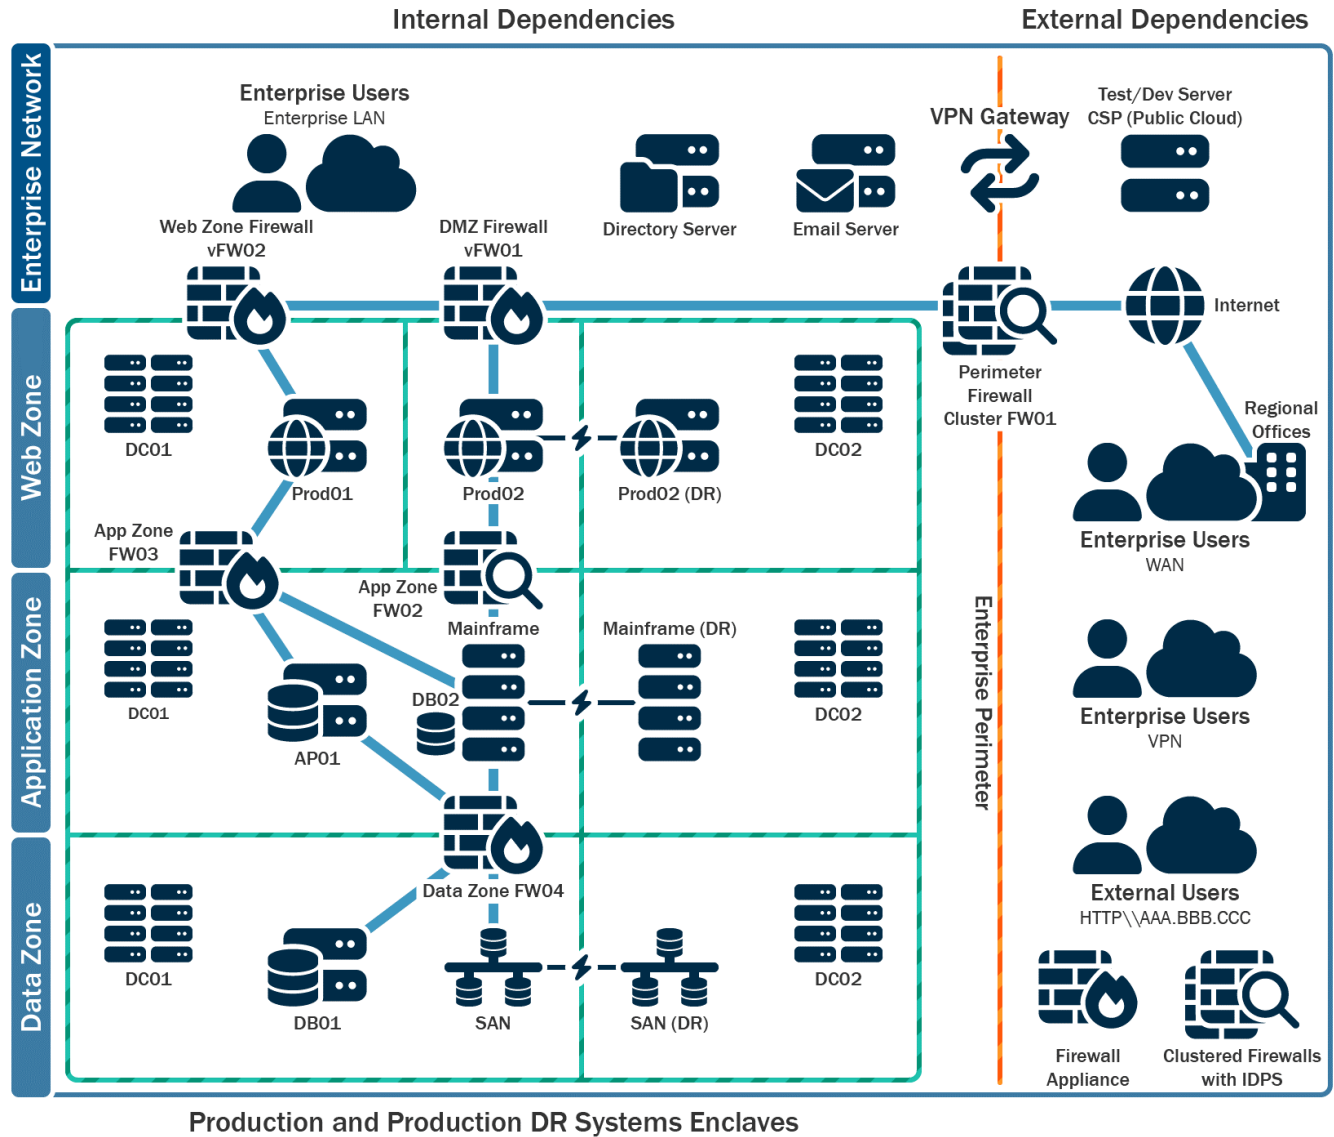 Internal Dependencies
External Dependencies
Enterprise Network
Enterprise Users
Enterprise LAN
Directory Server
Email Server
VPN Gateway
Test/Dev Server
CSP (Public Cloud)
Web Zone Firewall
vFW02
DMZ Firewall
vFW01
Perimeter
Firewall
Cluster FW01
Internet
Regional
Offices
Web Zone
DC01
Prod01
Prod02
Prod02 (DR)
DC02
App Zone
FW03
App Zone
FW02
Enterprise Users
WAN
Application Zone
DC01
AP01
DB02
Mainframe
Mainframe (DR)
DC02
Enterprise Perimeter
Enterprise Users
VPN
Data Zone FW04
Data Zone
DC01
DB01
SAN
SAN (DR)
DC02
External Users
HTTP\\AAA.BBB.CCC
Firewall
Appliance
Clustered Firewalls
with IDPS
Production and Production DR Systems Enclaves